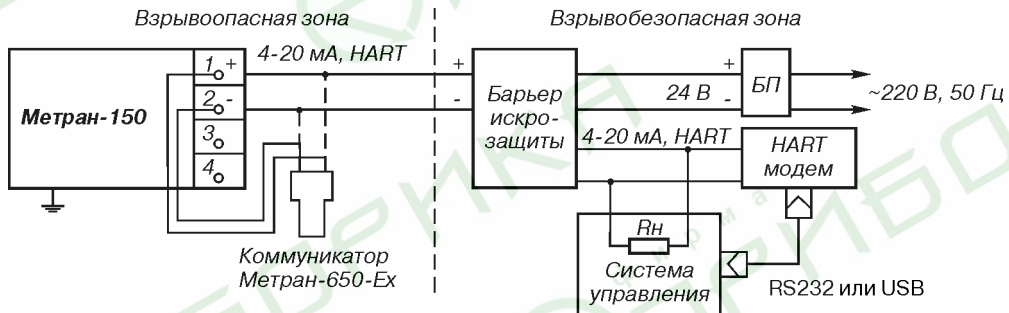 Взрывоопасная зона
Взрывобезопасная зона
4-20 мА, HART
Метран-150
1 +
2 -
3
4
+
-
Барьер
искро-
защиты
+
24 В -
БП
~220 В, 50 Гц
4-20 мА, HART
HART
модем
Rн
Система
управления
RS232 или USB
Коммуникатор
Метран-650-Ех